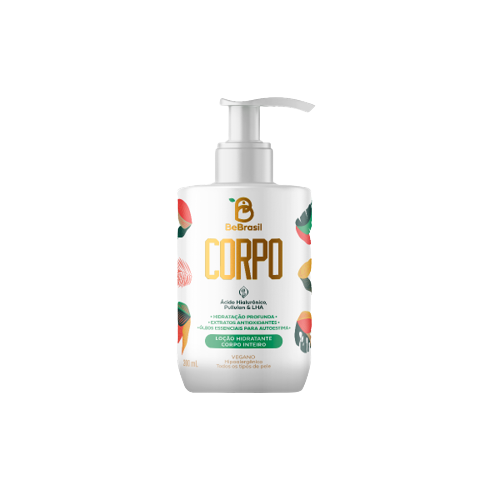 BeBrasil
CORPO
Ácido Hialurônico,
Pullulan & LHA
• HIDRATAÇÃO PROFUNDA •
• EXTRATOS ANTIOXIDANTES •
• ÓLEOS ESSENCIAIS PARA AUTOESTIMA •
LOÇÃO HIDRATANTE
CORPO INTEIRO
VEGANO
Hipoalergênico
Todos os tipos de pele